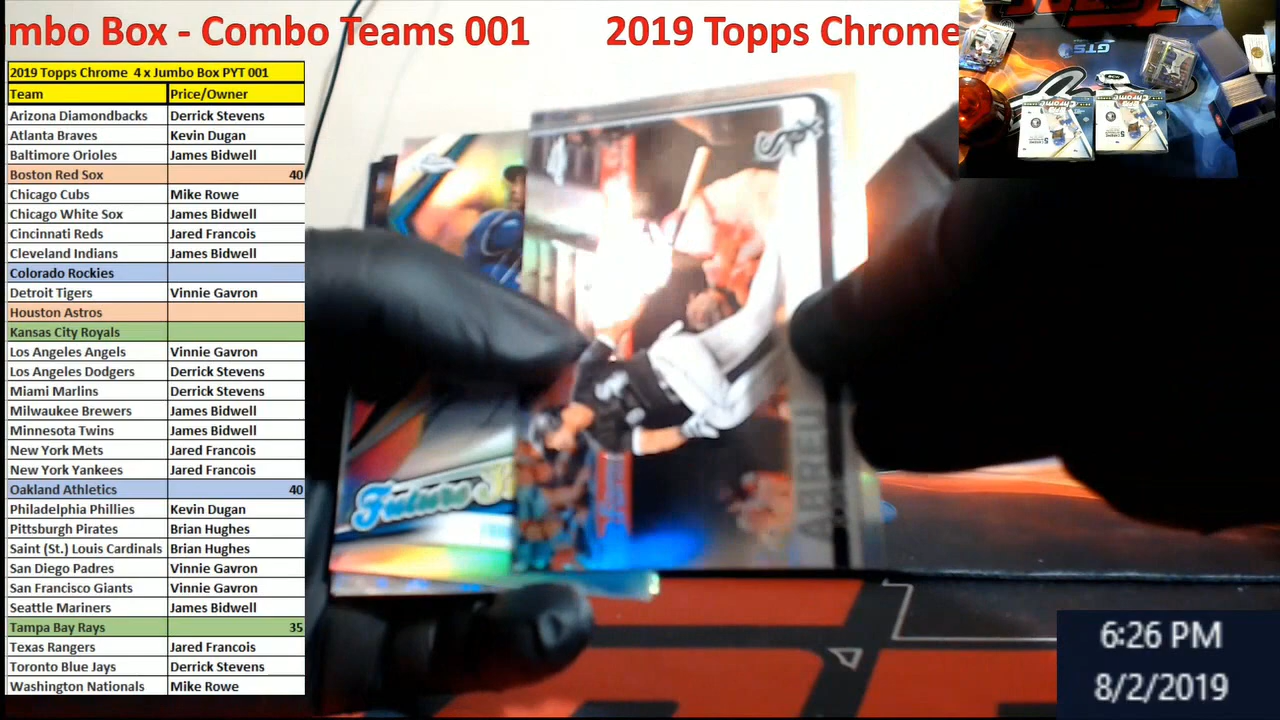 mbo Box - Combo Teams 001 2019 Topps Chrome
2019 Topps Chrome 4 x Jumbo Box PYT 001
Team Price/Owner
Arizona Diamondbacks Derrick Stevens
Atlanta Braves Kevin Dugan
Baltimore Orioles James Bidwell
Boston Red Sox 40
Chicago Cubs Mike Rowe
Chicago White Sox James Bidwell
Cincinnati Reds Jared Francois
Cleveland Indians James Bidwell
Colorado Rockies
Detroit Tigers Vinnie Gavron
Houston Astros
Kansas City Royals
Los Angeles Angels Vinnie Gavron
Los Angeles Dodgers Derrick Stevens
Miami Marlins Derrick Stevens
Milwaukee Brewers James Bidwell
Minnesota Twins James Bidwell
New York Mets Jared Francois
New York Yankees Jared Francois
Oakland Athletics 40
Philadelphia Phillies Kevin Dugan
Pittsburgh Pirates Brian Hughes
Saint (St.) Louis Cardinals Brian Hughes
San Diego Padres Vinnie Gavron
San Francisco Giants Vinnie Gavron
Seattle Mariners James Bidwell
Tampa Bay Rays 35
Texas Rangers Jared Francois
Toronto Blue Jays Derrick Stevens
Washington Nationals Mike Rowe
Future
ABREU
GTS
6:26 PM
8/2/2019